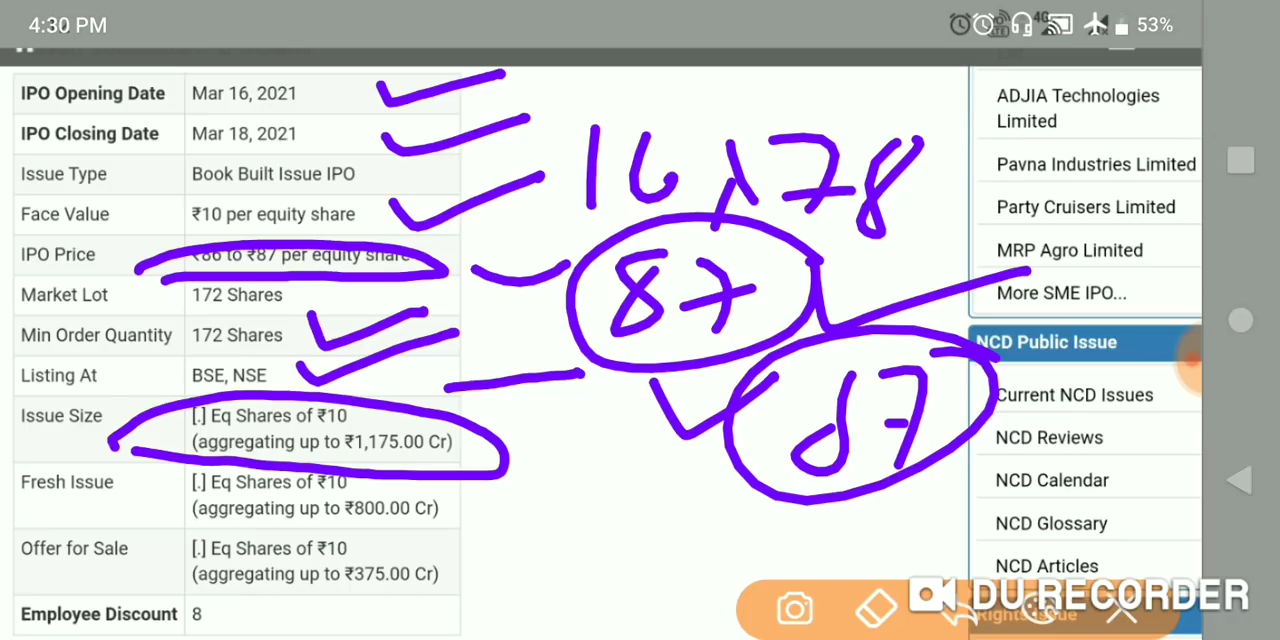 4:30 PM
4G
53%
IPO Opening Date Mar 16, 2021
IPO Closing Date Mar 18, 2021
Issue Type Book Built Issue IPO
Face Value ₹10 per equity share
IPO Price ₹86 to ₹87 per equity share
Market Lot 172 Shares
Min Order Quantity 172 Shares
Listing At BSE, NSE
Issue Size [.] Eq Shares of ₹10
(aggregating up to ₹1,175.00 Cr)
Fresh Issue [.] Eq Shares of ₹10
(aggregating up to ₹800.00 Cr)
Offer for Sale [.] Eq Shares of ₹10
(aggregating up to ₹375.00 Cr)
Employee Discount 8
87
87
ADJIA Technologies
Limited
Pavna Industries Limited
Party Cruisers Limited
MRP Agro Limited
More SME IPO...
NCD Public Issue
Current NCD Issues
NCD Reviews
NCD Calendar
NCD Glossary
NCD Articles
Rights Issue
DU RECORDER